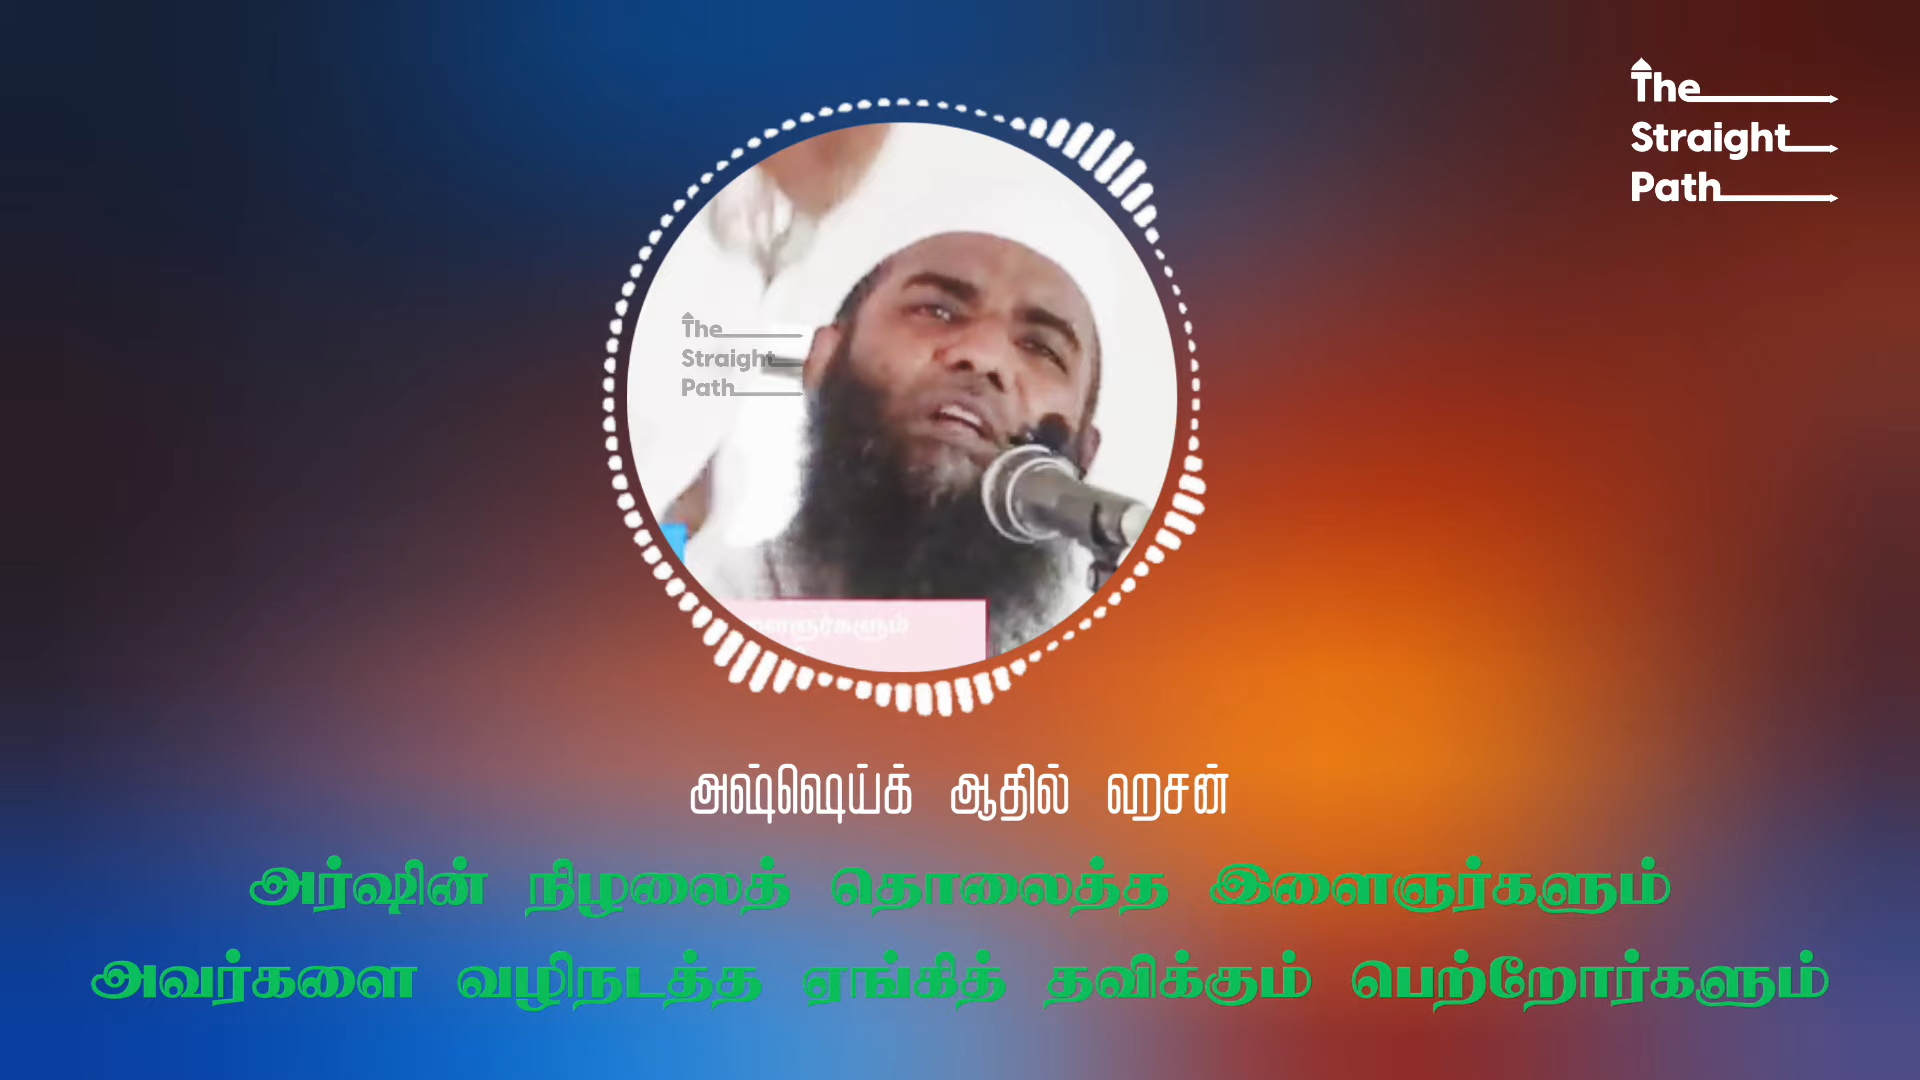 The
Straight
Path
The
Straight
Path
அஷ்ஷெய்க் ஆதில் ஹசன்
அர்ஷின் நிழலைத் தொலைத்த இளைஞர்களும்
அவர்களை வழிநடத்த ஏங்கித் தவிக்கும் பெற்றோர்களும்